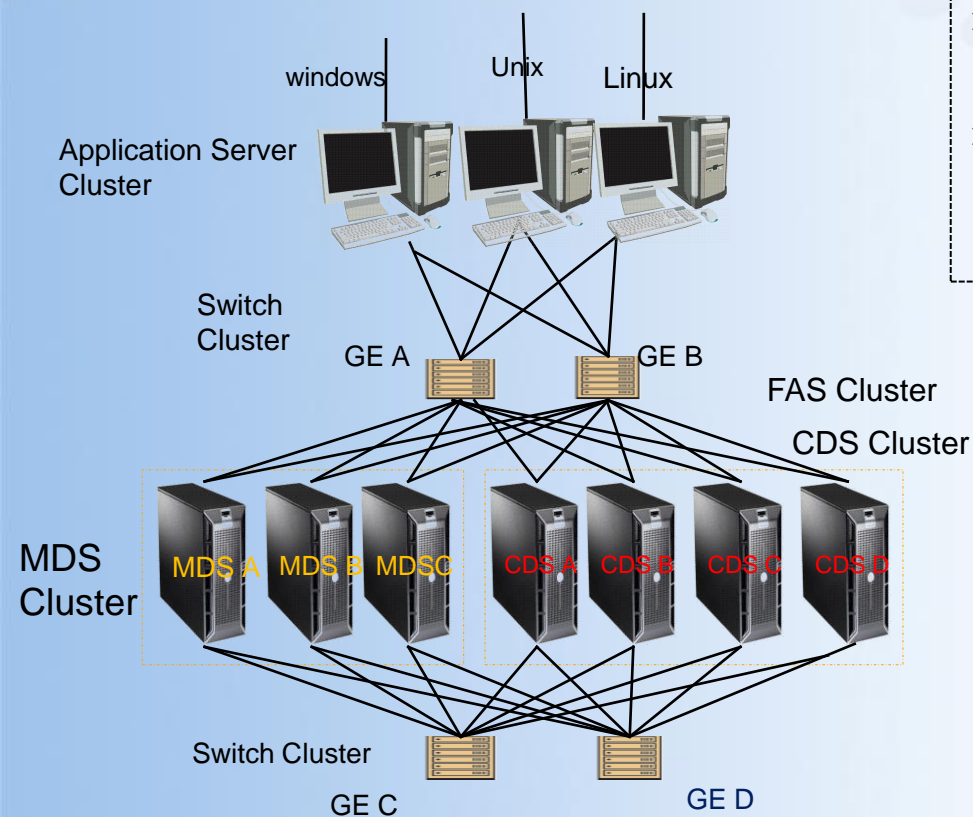 windows
Unix
Linux
Application Server
Cluster
Switch
Cluster
GE A
GE B
FAS Cluster
CDS Cluster
MDS
Cluster
MDS A
MDS B
MDSC
CDS A
CDS B
CDS C
CDS D
Switch Cluster
GE C
GE D